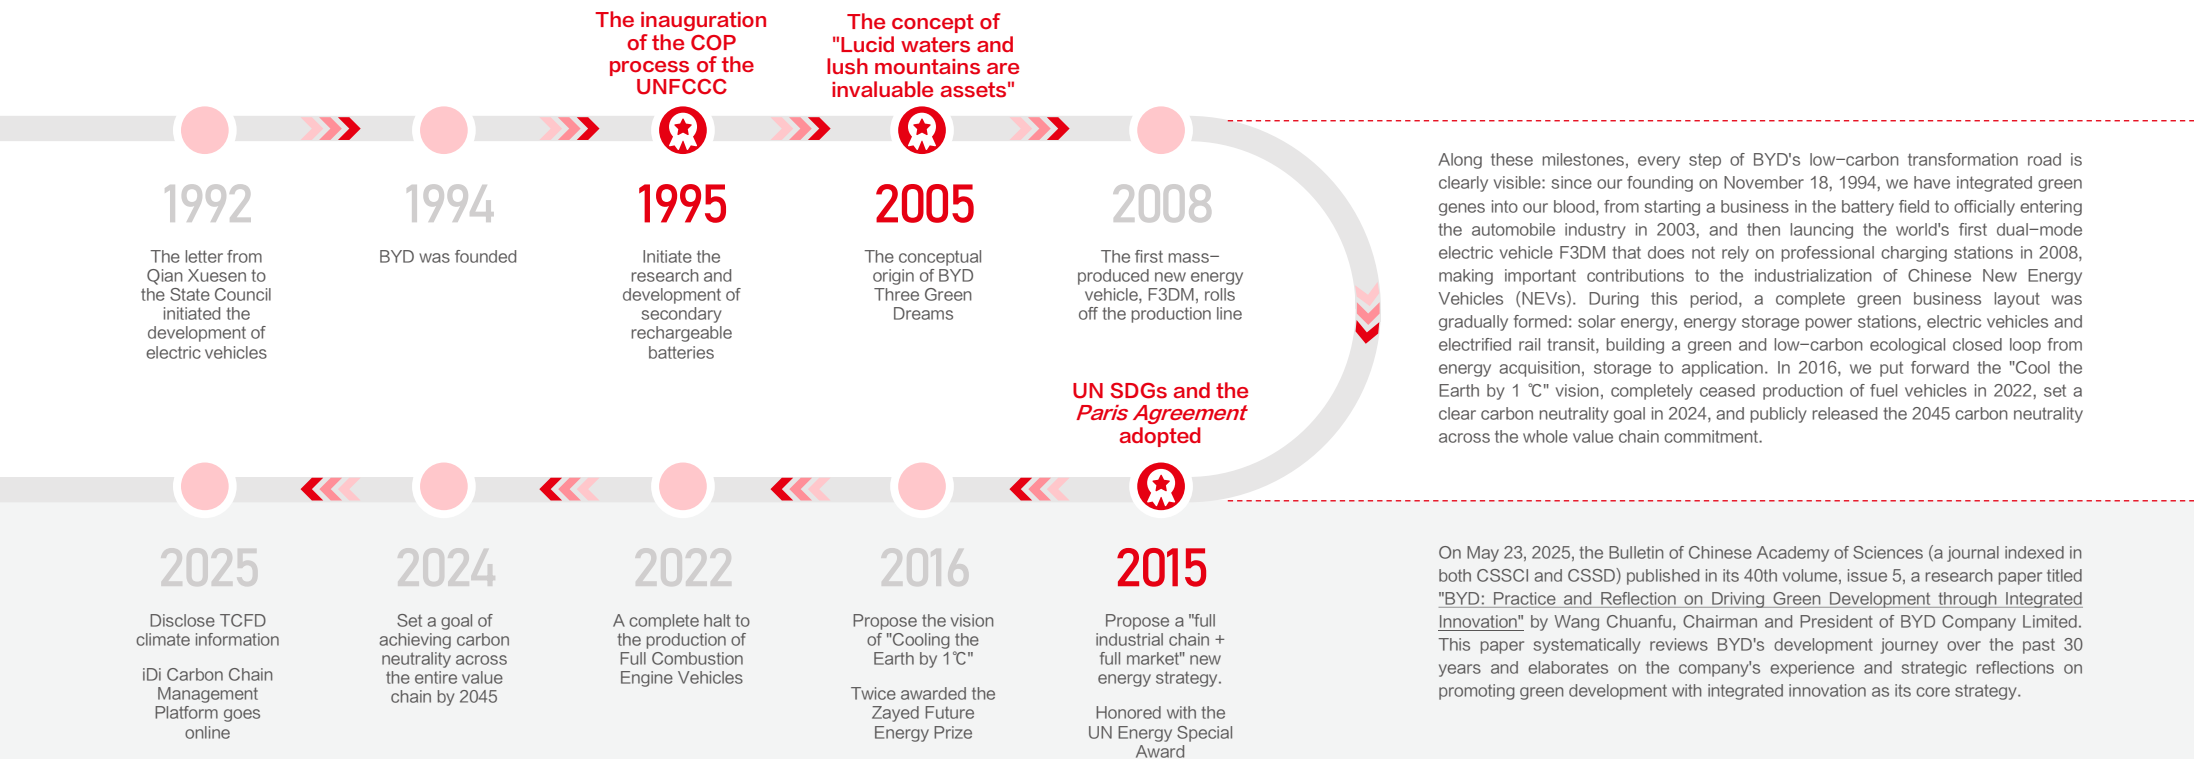 The inauguration
of the COP
process of the
UNFCCC
The concept of
"Lucid waters and
lush mountains are
invaluable assets"
1992
The letter from
Qian Xuesen to
the State Council
initiated the
development of
electric vehicles
1994
BYD was founded
1995
Initiate the
research and
development of
secondary
rechargeable
batteries
2005
The conceptual
origin of BYD
Three Green
Dreams
2008
The first mass-
produced new energy
vehicle, F3DM, rolls
off the production line
UN SDGs and the
Paris Agreement
adopted
2015
Propose a "full
industrial chain +
full market" new
energy strategy.
Honored with the
UN Energy Special
Award
2016
Propose the vision
of "Cooling the
Earth by 1℃"
Twice awarded the
Zayed Future
Energy Prize
2022
A complete halt to
the production of
Full Combustion
Engine Vehicles
2024
Set a goal of
achieving carbon
neutrality across
the entire value
chain by 2045
2025
Disclose TCFD
climate information
iDi Carbon Chain
Management
Platform goes
online
Along these milestones, every step of BYD's low-carbon transformation road is
clearly visible: since our founding on November 18, 1994, we have integrated green
genes into our blood, from starting a business in the battery field to officially entering
the automobile industry in 2003, and then launcing the world's first dual-mode
electric vehicle F3DM that does not rely on professional charging stations in 2008,
making important contributions to the industrialization of Chinese New Energy
Vehicles (NEVs). During this period, a complete green business layout was
gradually formed: solar energy, energy storage power stations, electric vehicles and
electrified rail transit, building a green and low-carbon ecological closed loop from
energy acquisition, storage to application. In 2016, we put forward the "Cool the
Earth by 1 ℃" vision, completely ceased production of fuel vehicles in 2022, set a
clear carbon neutrality goal in 2024, and publicly released the 2045 carbon neutrality
across the whole value chain commitment.
On May 23, 2025, the Bulletin of Chinese Academy of Sciences (a journal indexed in
both CSSCI and CSSD) published in its 40th volume, issue 5, a research paper titled
"BYD: Practice and Reflection on Driving Green Development through Integrated
Innovation" by Wang Chuanfu, Chairman and President of BYD Company Limited.
This paper systematically reviews BYD's development journey over the past 30
years and elaborates on the company's experience and strategic reflections on
promoting green development with integrated innovation as its core strategy.